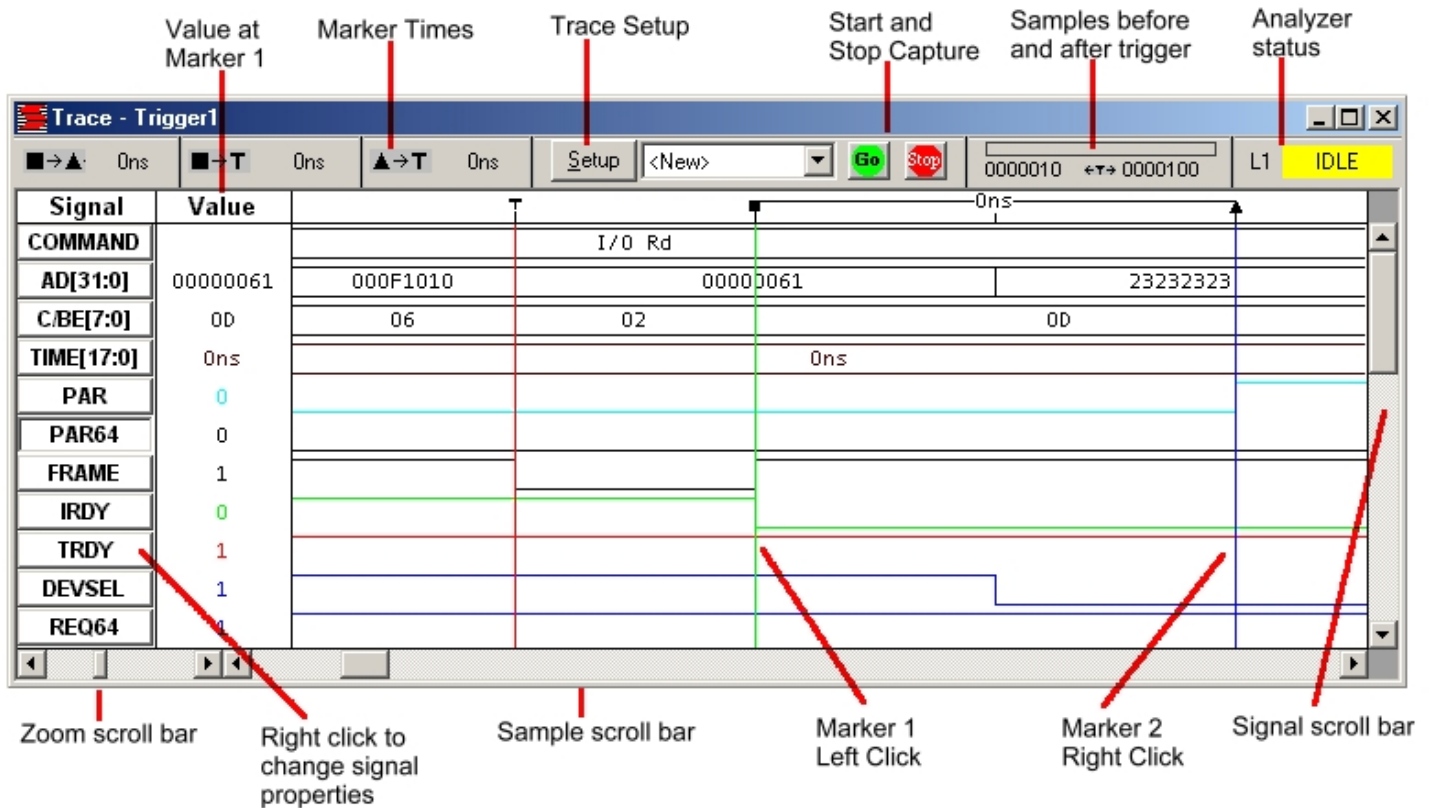 Value at
Marker 1
Marker Times
Trace Setup
Start and
Stop Capture
Samples before
and after trigger
Analyzer
status
Trace - Trigger1
■→▲ 0ns ■→T 0ns ▲→T 0ns Setup <New> Go Stop 0000010 ←T→ 0000100 L1 IDLE
Signal Value T 0ns
COMMAND I/O Rd
AD[31:0] 00000061 000F1010 00000061 23232323
C/BE[7:0] 0D 06 02 0D
TIME[17:0] 0ns 0ns
PAR 0
PAR64 0
FRAME 1
IRDY 0
TRDY 1
DEVSEL 1
REQ64 1
Zoom scroll bar
Right click to
change signal
properties
Sample scroll bar
Marker 1
Left Click
Marker 2
Right Click
Signal scroll bar